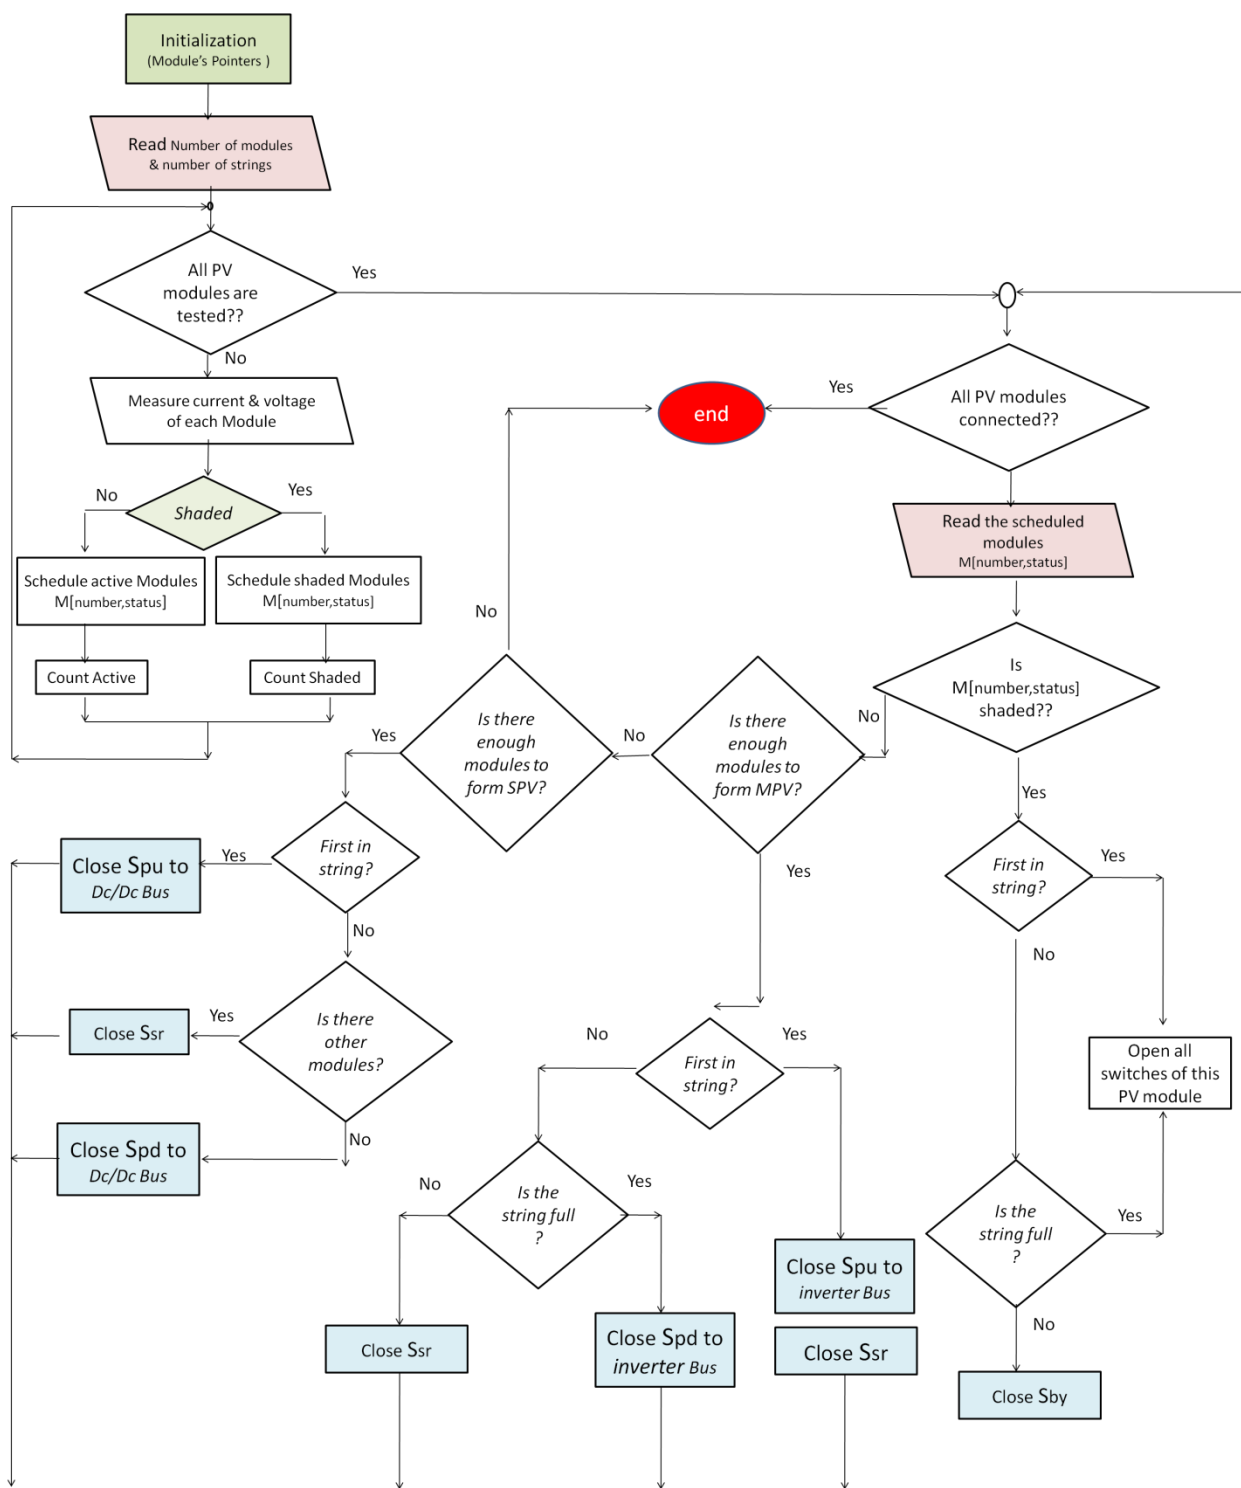 Initialization
(Module's Pointers )
Read Number of modules
& number of strings
All PV
modules are
tested??
Yes
No
Measure current & voltage
of each Module
No
Shaded
Yes
Schedule active Modules
M[number,status]
Schedule shaded Modules
M[number,status]
Count Active
Count Shaded
end
Yes
All PV modules
connected??
Read the scheduled
modules
M[number,status]
Is
M[number,status]
shaded??
No
Yes
No
Is there
enough
modules to
form SPV?
Yes
No
Is there
enough
modules to
form MPV?
Yes
First in
string?
Yes
No
Close Spu to
Dc/Dc Bus
Is there
other
modules?
Yes
No
Close Ssr
Close Spd to
Dc/Dc Bus
First in
string?
No
Yes
Is the
string full
?
No
Yes
Close Ssr
Close Spd to
inverter Bus
Close Spu to
inverter Bus
Close Ssr
First in
string?
Yes
No
Open all
switches of this
PV module
Is the
string full
?
Yes
No
Close Sby